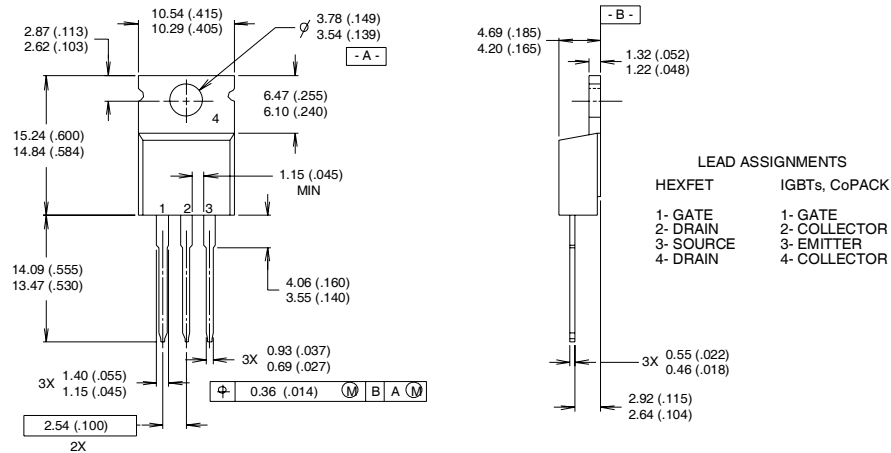 10.54 (.415)
10.29 (.405)
2.87 (.113)
2.62 (.103)
ø 3.78 (.149)
3.54 (.139)
- A -
6.47 (.255)
6.10 (.240)
4
15.24 (.600)
14.84 (.584)
1.15 (.045)
MIN
1 2 3
14.09 (.555)
13.47 (.530)
4.06 (.160)
3.55 (.140)
3X 0.93 (.037)
0.69 (.027)
3X 1.40 (.055)
1.15 (.045)
⌖ 0.36 (.014) Ⓜ B A Ⓜ
2.54 (.100)
2X
- B -
4.69 (.185)
4.20 (.165)
1.32 (.052)
1.22 (.048)
3X 0.55 (.022)
0.46 (.018)
2.92 (.115)
2.64 (.104)
LEAD ASSIGNMENTS
HEXFET
1- GATE
2- DRAIN
3- SOURCE
4- DRAIN
IGBTs, CoPACK
1- GATE
2- COLLECTOR
3- EMITTER
4- COLLECTOR